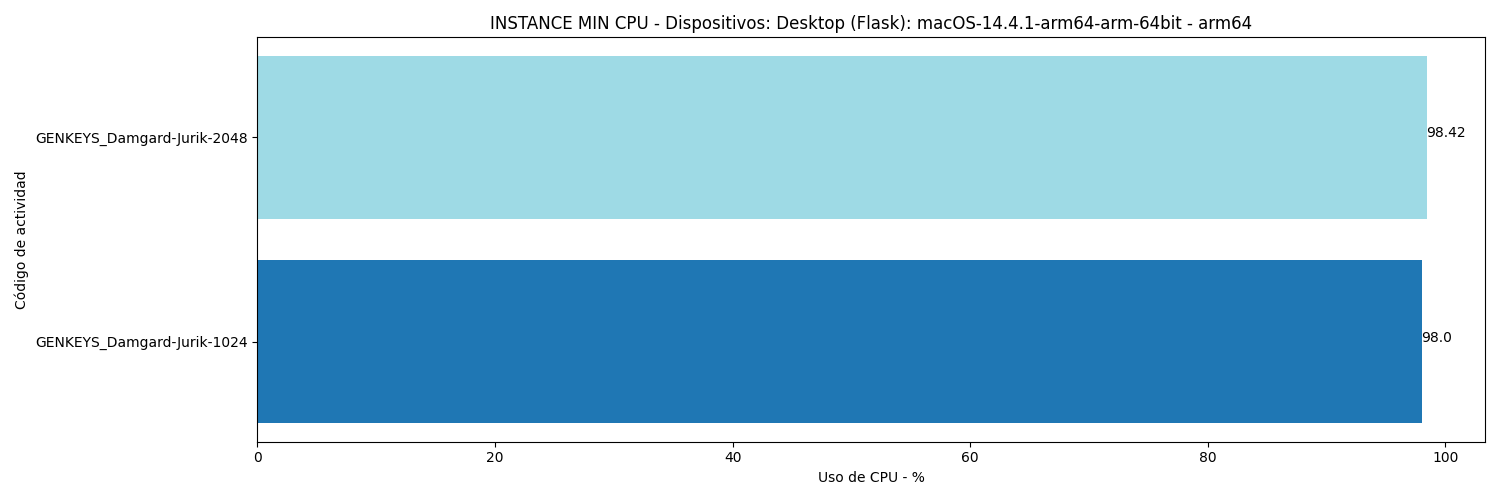 INSTANCE MIN CPU - Dispositivos: Desktop (Flask): macOS-14.4.1-arm64-arm-64bit - arm64
Código de actividad
GENKEYS_Damgard-Jurik-2048
98.42
GENKEYS_Damgard-Jurik-1024
98.0
0 20 40 60 80 100
Uso de CPU - %